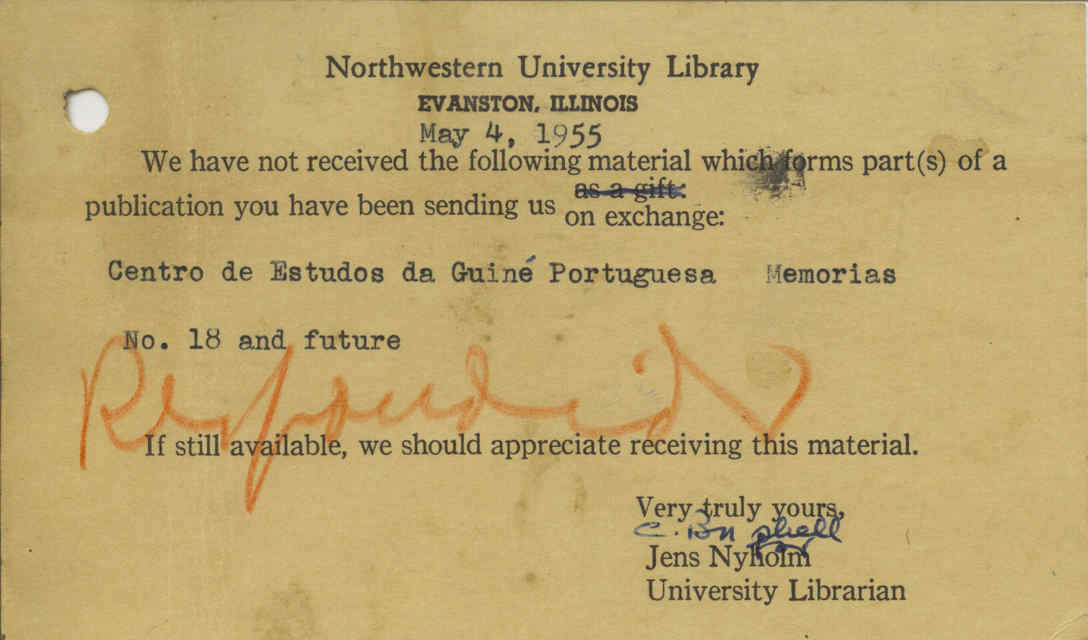 Northwestern University Library
EVANSTON, ILLINOIS
May 4, 1955
We have not received the following material which forms part(s) of a
publication you have been sending us as a gift:
on exchange:
Centro de Estudos da Guiné Portuguesa Memorias
No. 18 and future
Respondido
If still available, we should appreciate receiving this material.
Very truly yours,
Jens Nyholm
University Librarian